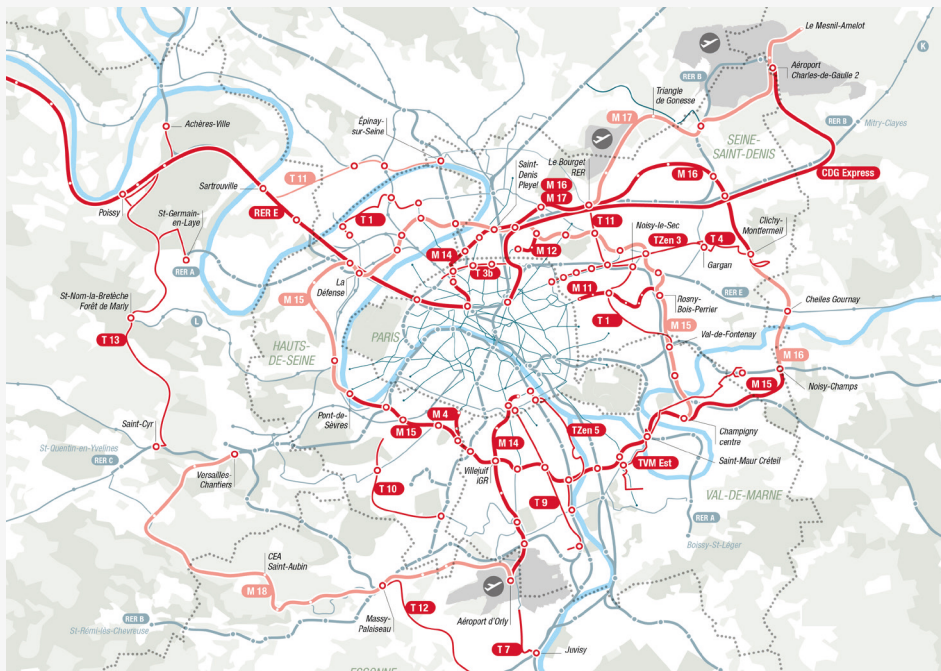 Le Mesnil-Amelot
Aéroport
Charles-de-Gaulle 2
K
RER B
Triangle
de Gonesse
RER B
Mitry-Clayes
M 17
Achères-Ville
Épinay-
sur-Seine
SEINE-
SAINT-DENIS
Le Bourget
RER
Saint-
Denis
Pleyel
M 16
M 17
M 16
CDG Express
T 11
Sartrouville
Poissy
St-Germain-
en-Laye
RER E
T 1
T 11
Noisy-le-Sec
TZen 3
T 4
Clichy-
Montfermeil
M 12
M 14
T 3b
Gargan
RER A
La
Défense
M 11
RER E
M 15
St-Nom-la-Bretèche
Forêt de Marly
L
T 1
Rosny-
Bois-Perrier
Chelles Gournay
M 15
T 13
HAUTS-
DE-SEINE
PARIS
Val-de-Fontenay
M 16
M 15
Noisy-Champs
Pont-de-
Sèvres
M 4
M 15
M 14
TZen 5
Champigny
centre
Saint-Cyr
St-Quentin-en-Yvelines
RER C
Saint-Maur Créteil
TVM Est
Versailles-
Chantiers
Villejuif
IGR
VAL-DE-MARNE
T 10
T 9
RER A
Boissy-St-Léger
CEA
Saint-Aubin
M 18
RER B
St-Rémi-lès-Chevreuse
T 12
Massy-
Palaiseau
Aéroport d'Orly
T 7
Juvisy
ESSONNE